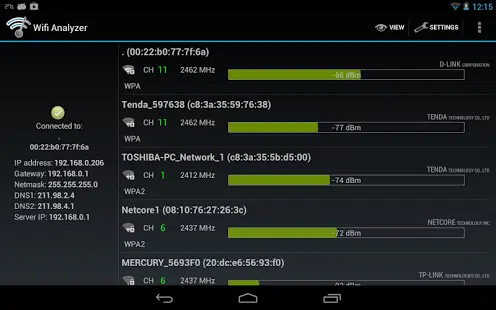 12:15
Wifi Analyzer
VIEW
SETTINGS
Connected to:
.
00:22:b0:77:7f:6a
IP address: 192.168.0.206
Gateway: 192.168.0.1
Netmask: 255.255.255.0
DNS1: 211.98.2.4
DNS2: 211.98.4.1
Server IP: 192.168.0.1
. (00:22:b0:77:7f:6a)
D-LINK CORPORATION
CH 11 2462 MHz
-66 dBm
WPA
Tenda_597638 (c8:3a:35:59:76:38)
TENDA TECHNOLOGY CO., LTD
CH 11 2462 MHz
-77 dBm
WPA
TOSHIBA-PC_Network_1 (c8:3a:35:5b:d5:00)
TENDA TECHNOLOGY CO., LTD
CH 1 2412 MHz
-74 dBm
WPA2
Netcore1 (08:10:76:27:26:3c)
NETCORE TECHNOLOGY INC
CH 6 2437 MHz
-72 dBm
WPA2
MERCURY_5693F0 (20:dc:e6:56:93:f0)
TP-LINK TECHNOLOGIES CO., LTD
CH 6 2437 MHz